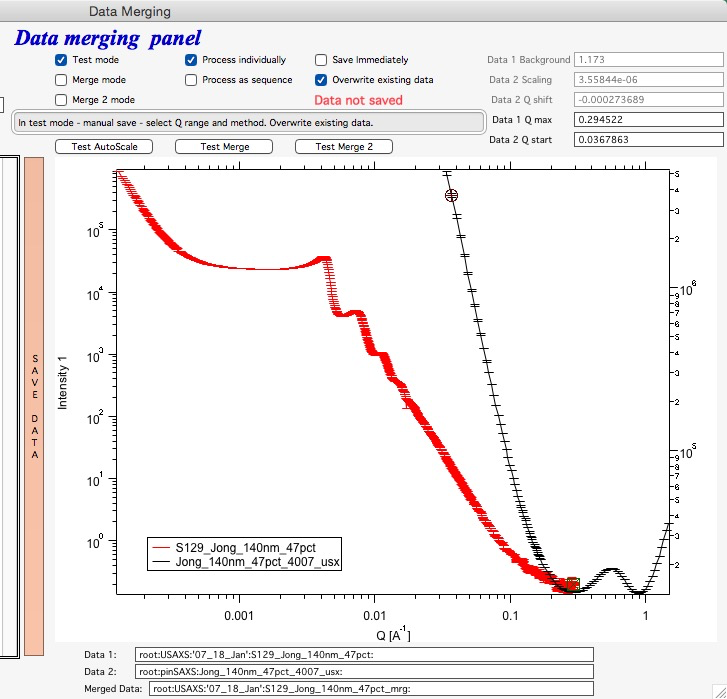 Data Merging
Data merging panel
Test mode
Process individually
Save Immediately
Data 1 Background 1.173
Merge mode
Process as sequence
Overwrite existing data
Data 2 Scaling 3.55844e-06
Merge 2 mode
Data not saved
Data 2 Q shift -0.000273689
In test mode - manual save - select Q range and method. Overwrite existing data.
Data 1 Q max 0.294522
Data 2 Q start 0.0367863
Test AutoScale
Test Merge
Test Merge 2
SAVE DATA
Intensity 1
10^5
10^4
10^3
10^2
10^1
10^0
5
4
3
2
10^6
9
8
7
6
5
4
3
2
10^5
9
8
7
6
5
4
3
2
S129_Jong_140nm_47pct
Jong_140nm_47pct_4007_usx
0.001
0.01
0.1
1
Q [A^-1]
Data 1: root:USAXS:'07_18_Jan':S129_Jong_140nm_47pct:
Data 2: root:pinSAXS:Jong_140nm_47pct_4007_usx:
Merged Data: root:USAXS:'07_18_Jan':S129_Jong_140nm_47pct_mrg: